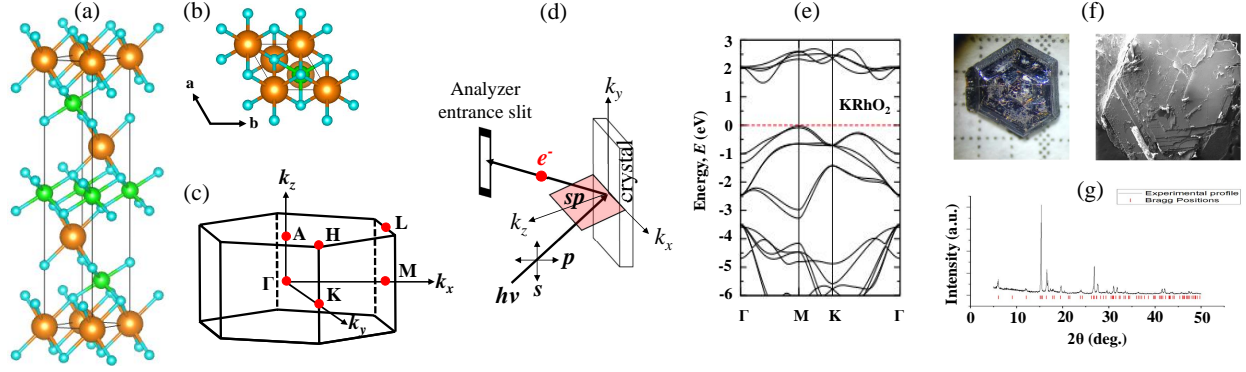 (a)
(b)
a
b
(c)
k_z
A
H
L
Γ
M
K
k_x
k_y
(d)
Analyzer
entrance slit
e⁻
k_y
crystal
sp
k_z
k_x
p
s
hν
(e)
Energy, E (eV)
3
2
1
0
-1
-2
-3
-4
-5
-6
KRhO₂
Γ M K Γ
(f)
(g)
Experimental profile
Bragg Positions
Intensity (a.u.)
0 10 20 30 40 50
2θ (deg.)